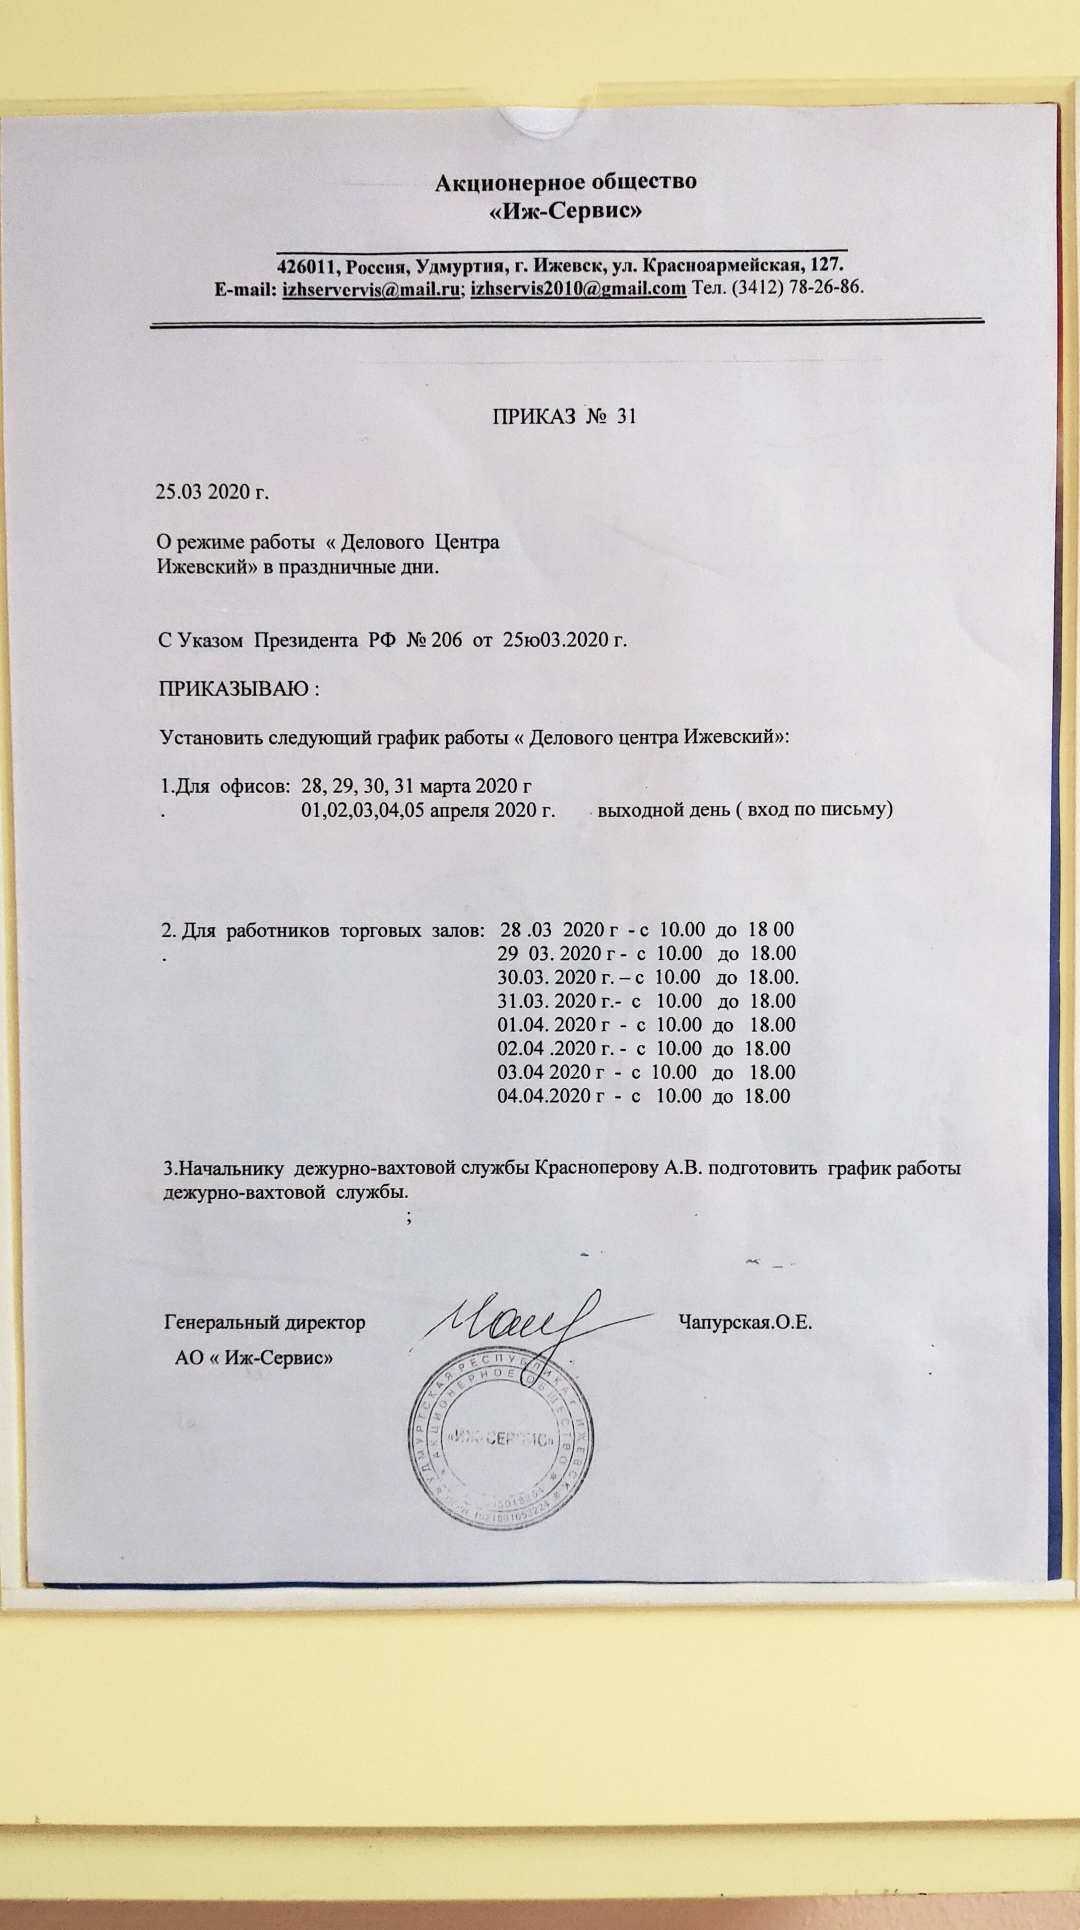 Акционерное общество
«Иж-Сервис»
426011, Россия, Удмуртия, г. Ижевск, ул. Красноармейская, 127.
E-mail: izhservervis@mail.ru; izhservis2010@gmail.com Тел. (3412) 78-26-86.
ПРИКАЗ № 31
25.03 2020 г.
О режиме работы « Делового Центра
Ижевский» в праздничные дни.
С Указом Президента РФ № 206 от 25ю03.2020 г.
ПРИКАЗЫВАЮ :
Установить следующий график работы « Делового центра Ижевский»:
1.Для офисов: 28, 29, 30, 31 марта 2020 г
. 01,02,03,04,05 апреля 2020 г. выходной день ( вход по письму)
2. Для работников торговых залов: 28 .03 2020 г - с 10.00 до 18 00
. 29 03. 2020 г - с 10.00 до 18.00
30.03. 2020 г. – с 10.00 до 18.00.
31.03. 2020 г.- с 10.00 до 18.00
01.04. 2020 г - с 10.00 до 18.00
02.04 .2020 г. - с 10.00 до 18.00
03.04 2020 г - с 10.00 до 18.00
04.04.2020 г - с 10.00 до 18.00
3.Начальнику дежурно-вахтовой службы Красноперову А.В. подготовить график работы
дежурно-вахтовой службы.
;
Генеральный директор Чапурская.О.Е.
АО « Иж-Сервис»
УДМУРТСКАЯ РЕСПУБЛИКА г. ИЖЕВСК
АКЦИОНЕРНОЕ ОБЩЕСТВО
«ИЖ-СЕРВИС»